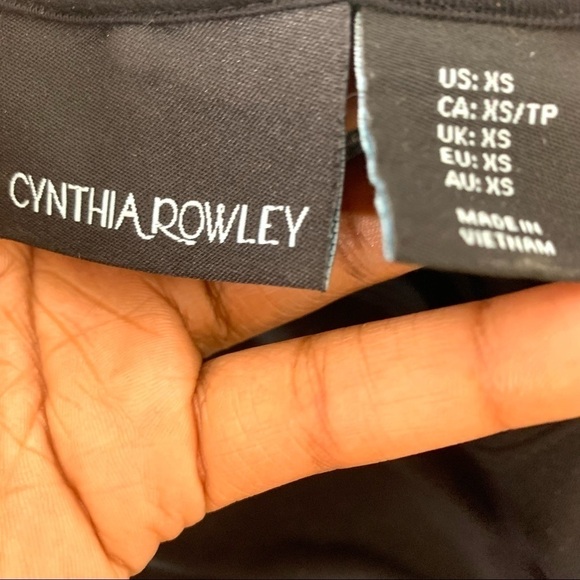 CYNTHIA ROWLEY
US: XS
CA: XS/TP
UK: XS
EU: XS
AU: XS
MADE IN
VIETNAM